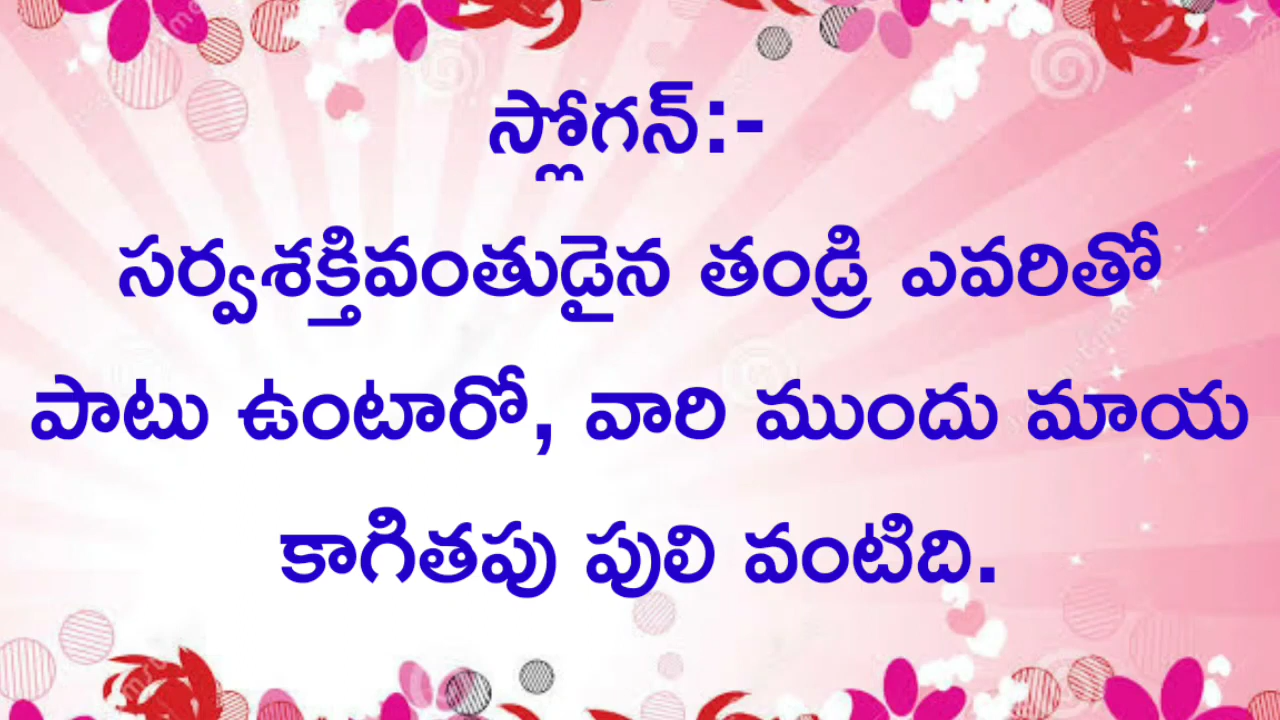 స్లోగన్:-
సర్వశక్తివంతుడైన తండ్రి ఎవరితో
పాటు ఉంటారో, వారి ముందు మాయ
కాగితపు పులి వంటిది.